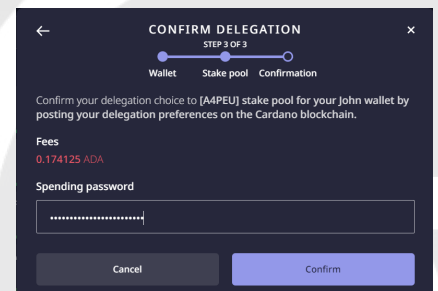 CONFIRM DELEGATION
STEP 3 OF 3
Wallet Stake pool Confirmation
Confirm your delegation choice to [A4PEU] stake pool for your John wallet by
posting your delegation preferences on the Cardano blockchain.
Fees
0.174125 ADA
Spending password
Cancel Confirm